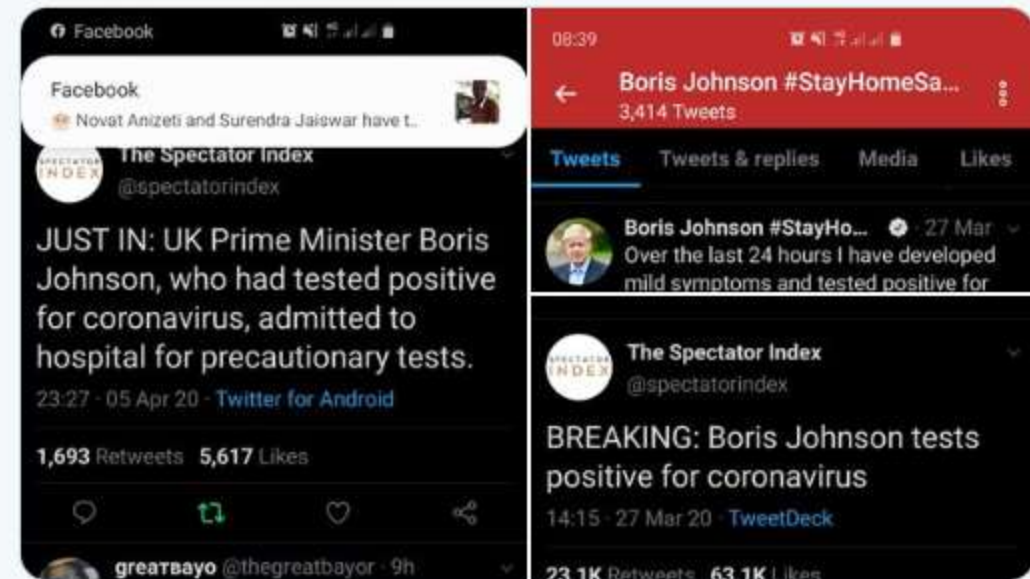 Facebook
Facebook
Novat Anizeti and Surendra Jaiswar have t..
SPECTATOR
INDEX
The Spectator Index
@spectatorindex
JUST IN: UK Prime Minister Boris
Johnson, who had tested positive
for coronavirus, admitted to
hospital for precautionary tests.
23:27 · 05 Apr 20 · Twitter for Android
1,693 Retweets 5,617 Likes
greatBayo @thegreatbayor · 9h
08:39
Boris Johnson #StayHomeSa...
3,414 Tweets
Tweets Tweets & replies Media Likes
Boris Johnson #StayHo... · 27 Mar
Over the last 24 hours I have developed
mild symptoms and tested positive for
SPECTATOR
INDEX
The Spectator Index
@spectatorindex
BREAKING: Boris Johnson tests
positive for coronavirus
14:15 · 27 Mar 20 · TweetDeck
23.1K Retweets 63.1K Likes